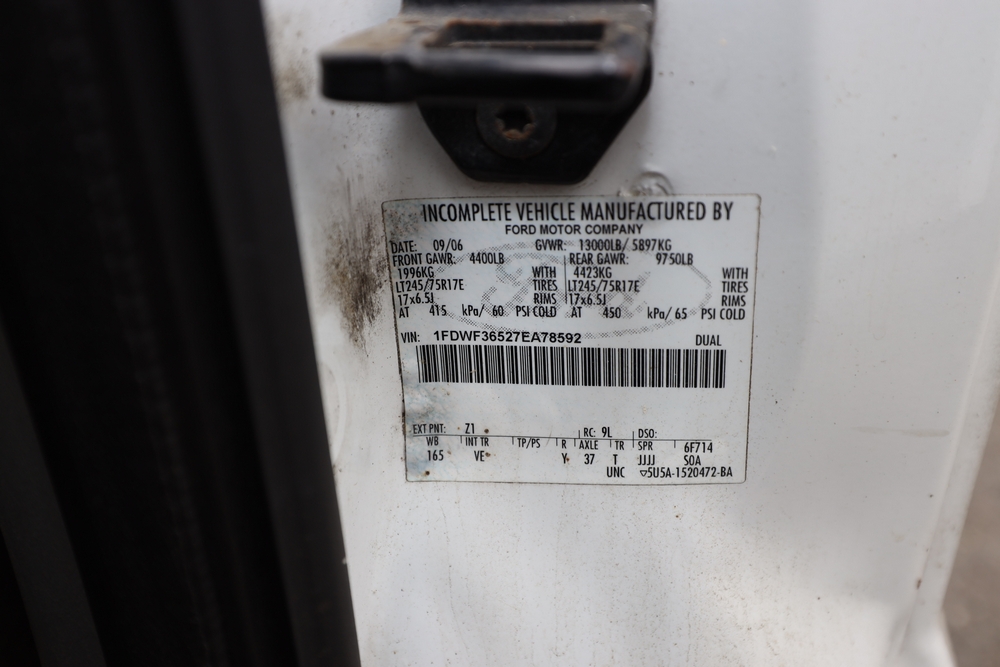 INCOMPLETE VEHICLE MANUFACTURED BY
FORD MOTOR COMPANY
DATE: 09/06 GVWR: 13000LB/ 5897KG
FRONT GAWR: 4400LB REAR GAWR: 9750LB
1996KG WITH 4423KG WITH
LT245/75R17E TIRES LT245/75R17E TIRES
17x6.5J RIMS 17x6.5J RIMS
AT 415 kPa/ 60 PSI COLD AT 450 kPa/ 65 PSI COLD
VIN: 1FDWF36527EA78592 DUAL
EXT PNT: Z1 RC: 9L DSO:
WB INT TR TP/PS R AXLE TR SPR 6F714
165 VE Y 37 T JJJJ SOA
UNC ▽5U5A-1520472-BA